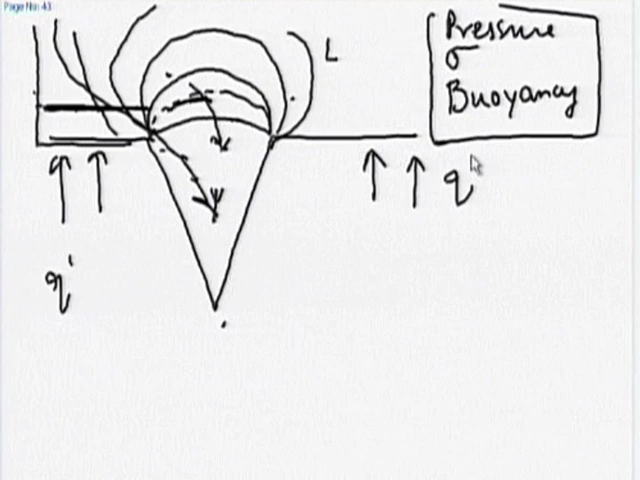 Page No: 43
L
Pressure
σ
Buoyancy
q
q'